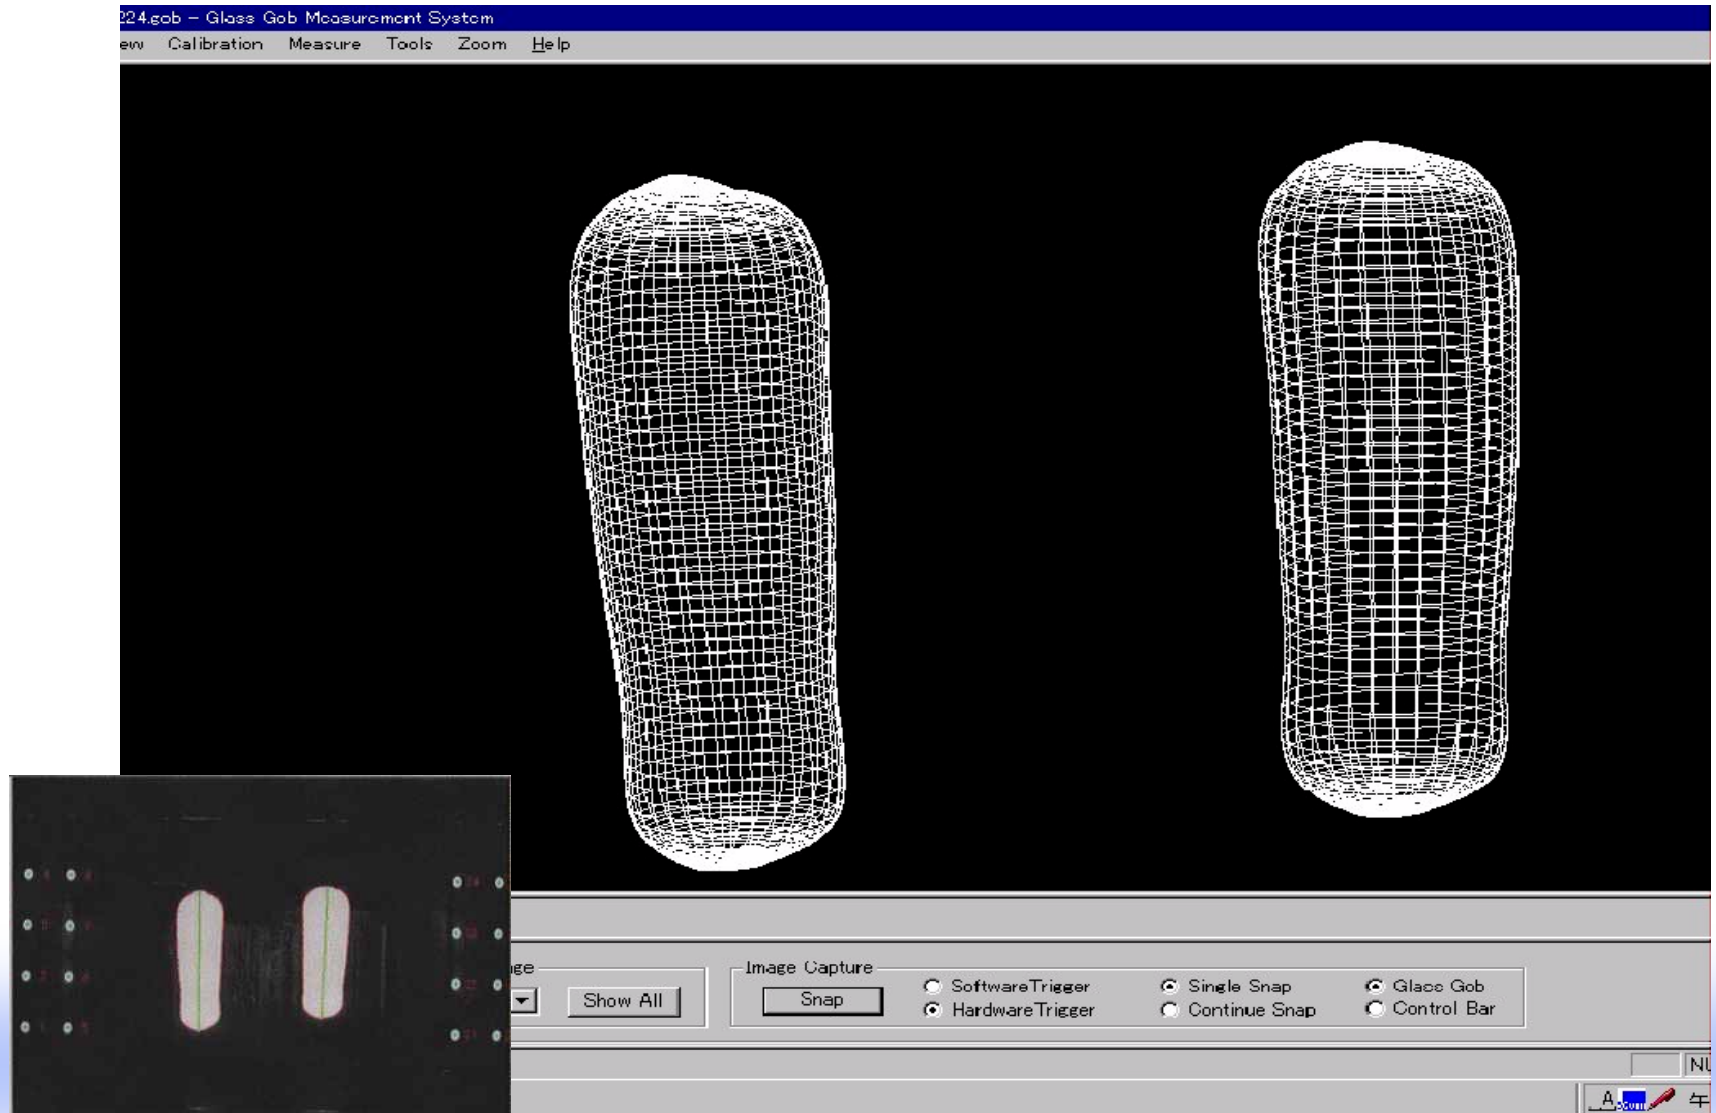 224.gob – Glass Gob Measurement System
ew Calibration Measure Tools Zoom Help
ge
Show All
Image Capture
Snap
SoftwareTrigger
HardwareTrigger
Single Snap
Continue Snap
Glass Gob
Control Bar
NU
A
午